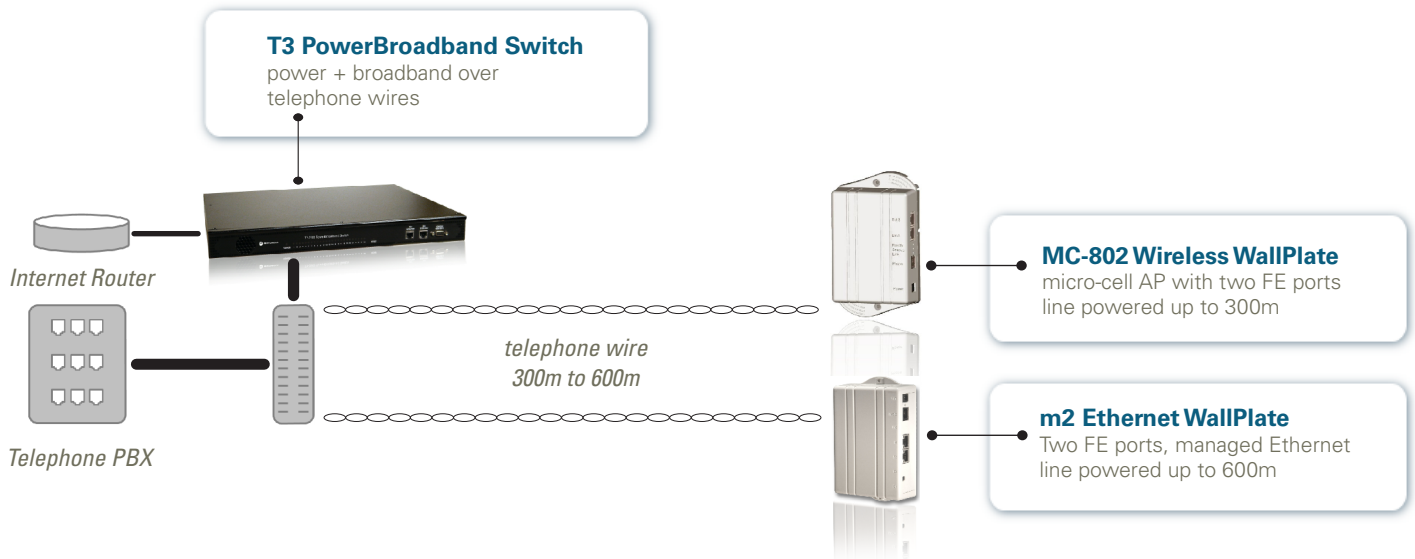 T3 PowerBroadband Switch
power + broadband over
telephone wires
Internet Router
Telephone PBX
telephone wire
300m to 600m
MC-802 Wireless WallPlate
micro-cell AP with two FE ports
line powered up to 300m
m2 Ethernet WallPlate
Two FE ports, managed Ethernet
line powered up to 600m